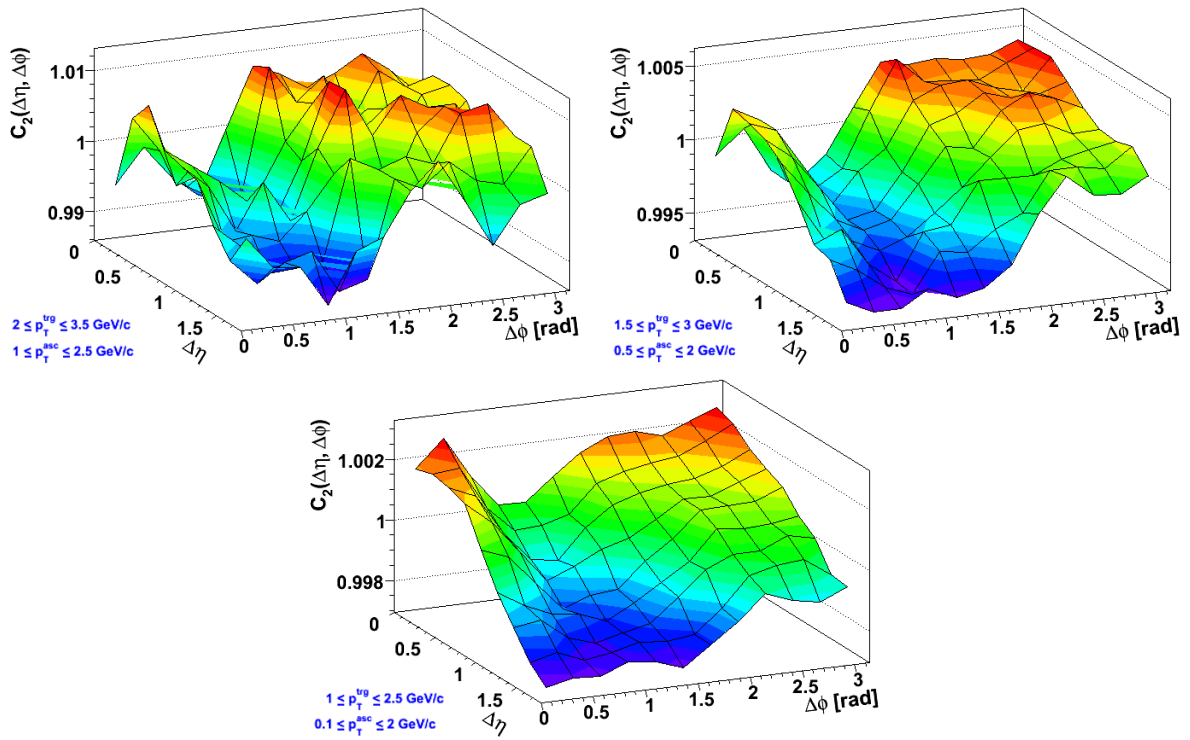 C₂(Δη, Δϕ)
1.01
1
0.99
0
0.5
1
1.5
Δη
0
0.5
1
1.5
2
2.5
3
Δϕ [rad]
2 ≤ p_T^trg ≤ 3.5 GeV/c
1 ≤ p_T^asc ≤ 2.5 GeV/c
C₂(Δη, Δϕ)
1.005
1
0.995
0
0.5
1
1.5
Δη
0
0.5
1
1.5
2
2.5
3
Δϕ [rad]
1.5 ≤ p_T^trg ≤ 3 GeV/c
0.5 ≤ p_T^asc ≤ 2 GeV/c
C₂(Δη, Δϕ)
1.002
1
0.998
0
0.5
1
1.5
Δη
0
0.5
1
1.5
2
2.5
3
Δϕ [rad]
1 ≤ p_T^trg ≤ 2.5 GeV/c
0.1 ≤ p_T^asc ≤ 2 GeV/c